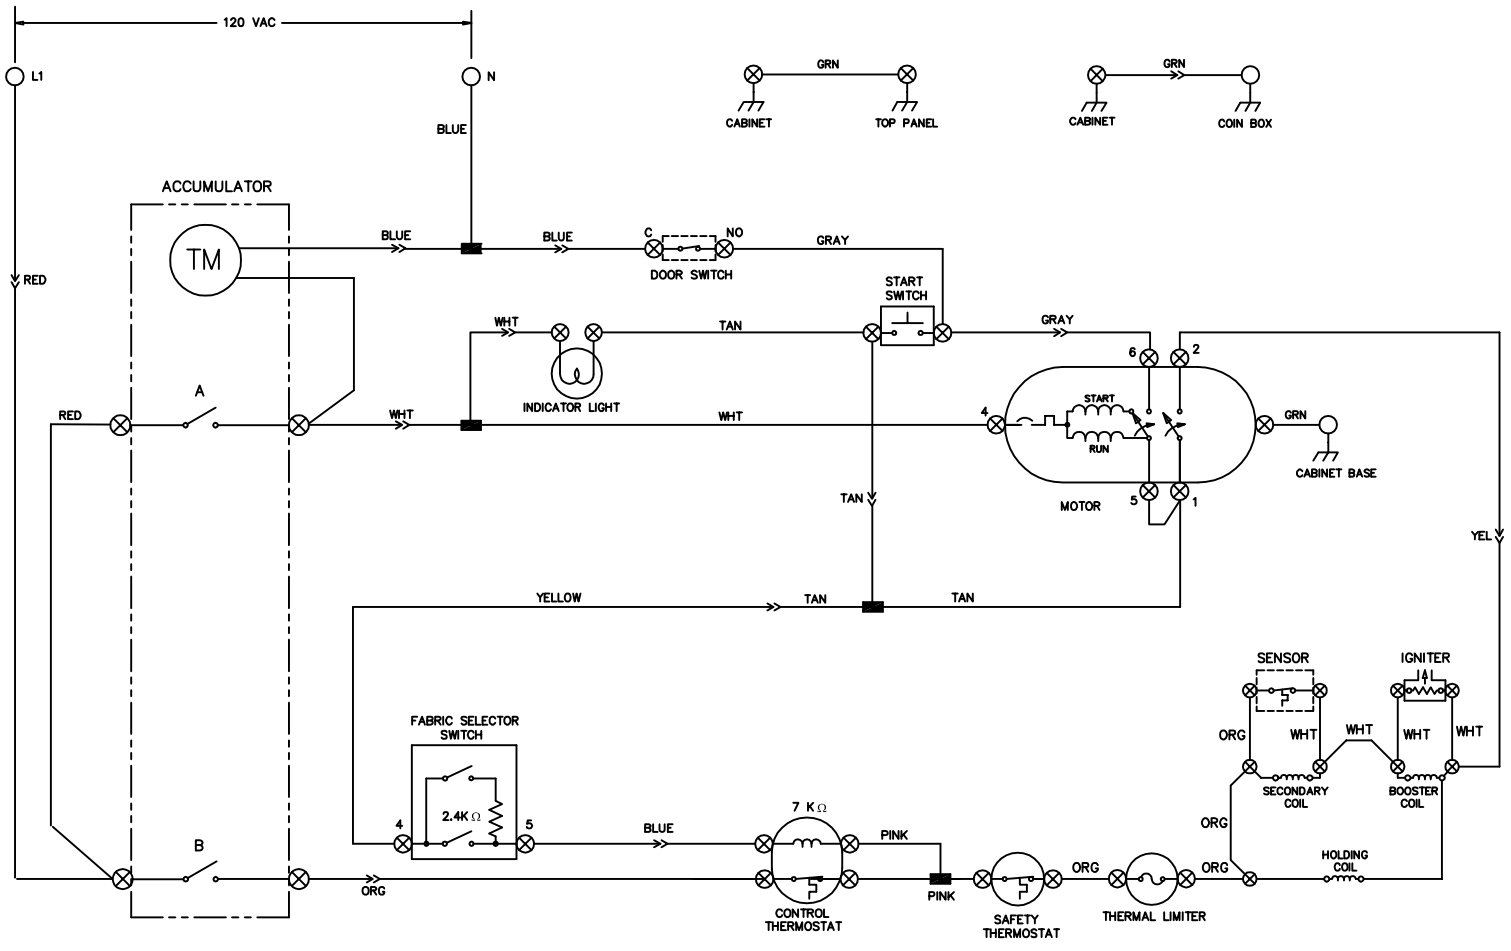 120 VAC
L1
N
GRN
GRN
CABINET
TOP PANEL
CABINET
COIN BOX
BLUE
ACCUMULATOR
TM
BLUE
BLUE
C
NO
DOOR SWITCH
GRAY
RED
START
SWITCH
WHT
TAN
GRAY
6
2
INDICATOR LIGHT
A
RED
WHT
WHT
4
START
RUN
GRN
CABINET BASE
MOTOR
5
1
TAN
YEL
YELLOW
TAN
TAN
SENSOR
IGNITER
ORG
WHT
WHT
WHT
WHT
SECONDARY
COIL
BOOSTER
COIL
FABRIC SELECTOR
SWITCH
2.4K Ω
4
5
BLUE
7 K Ω
PINK
ORG
B
ORG
CONTROL
THERMOSTAT
PINK
SAFETY
THERMOSTAT
ORG
THERMAL LIMITER
ORG
HOLDING
COIL